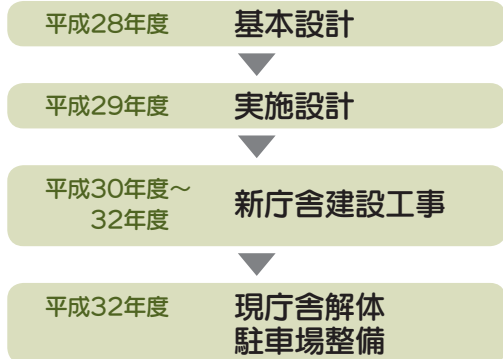 平成28年度 基本設計
平成29年度 実施設計
平成30年度～
32年度
新庁舎建設工事
平成32年度 現庁舎解体
駐車場整備